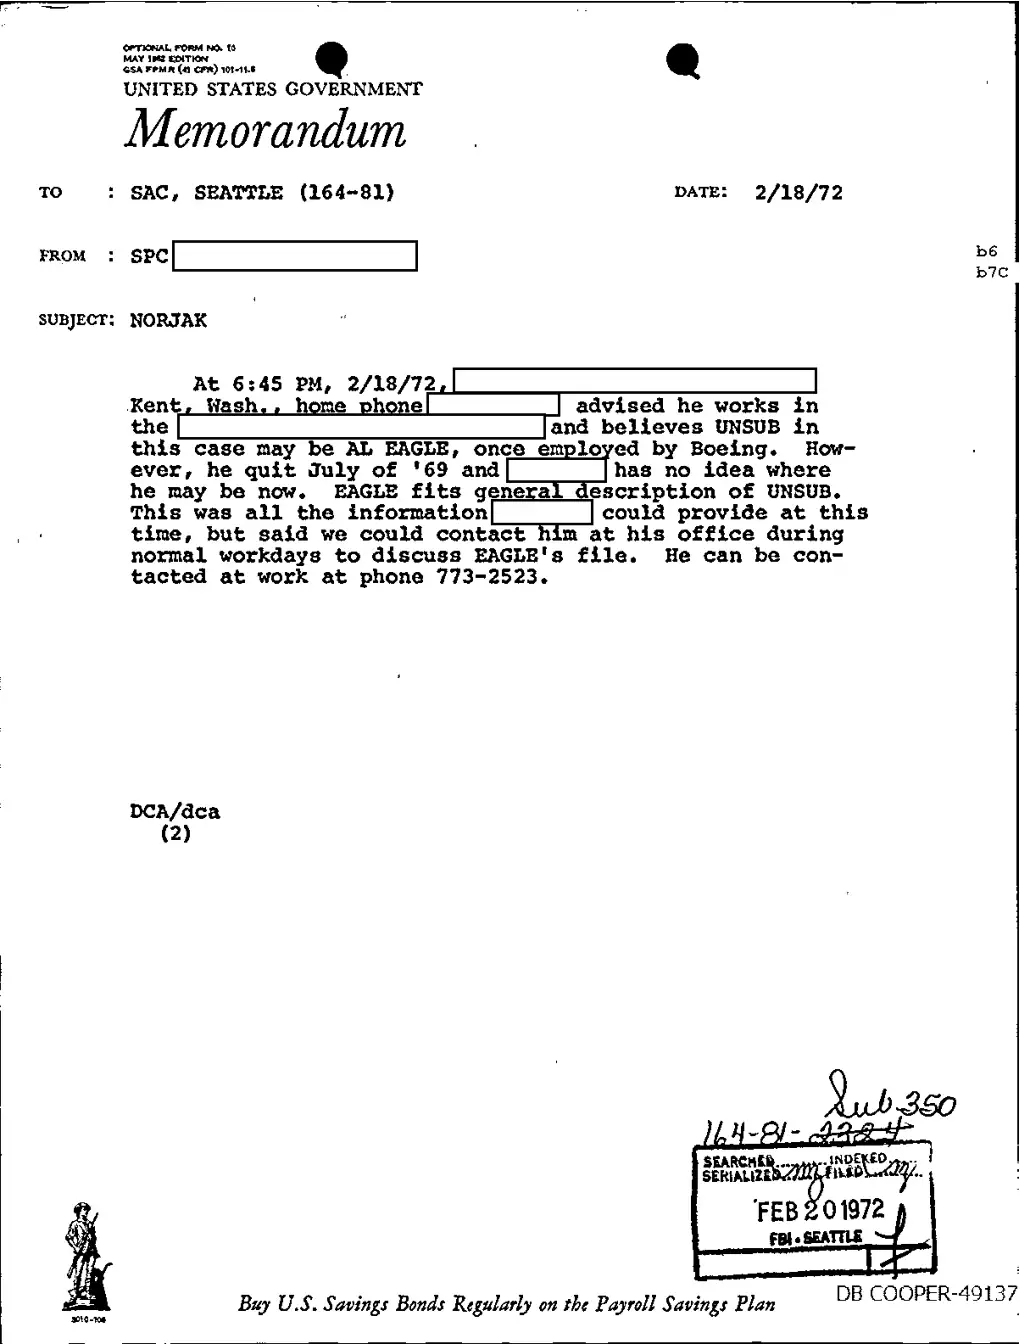 OPTIONAL FORM NO. 10
MAY 1962 EDITION
GSA FPMR (41 CFR) 101-11.6
UNITED STATES GOVERNMENT
Memorandum
TO : SAC, SEATTLE (164-81) DATE: 2/18/72
FROM : SPC
b6
b7C
SUBJECT: NORJAK
At 6:45 PM, 2/18/72,
Kent, Wash., home phone advised he works in
the and believes UNSUB in
this case may be AL EAGLE, once employed by Boeing. How-
ever, he quit July of '69 and has no idea where
he may be now. EAGLE fits general description of UNSUB.
This was all the information could provide at this
time, but said we could contact him at his office during
normal workdays to discuss EAGLE's file. He can be con-
tacted at work at phone 773-2523.
DCA/dca
(2)
Sub 350
164-81-2224
SEARCHED INDEXED
SERIALIZED FILED
FEB 20 1972
FBI - SEATTLE
5010-108
Buy U.S. Savings Bonds Regularly on the Payroll Savings Plan
DB COOPER-49137